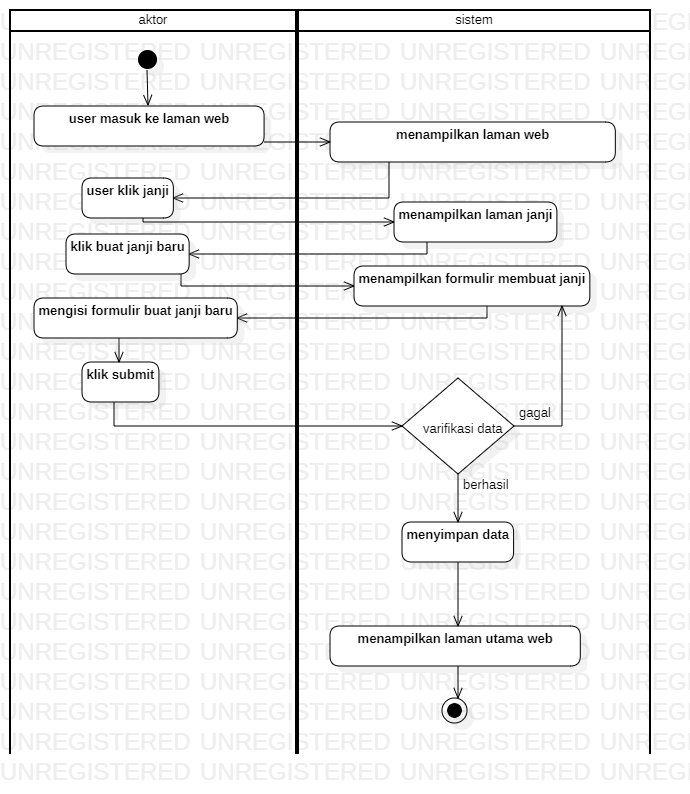 aktor
sistem
user masuk ke laman web
menampilkan laman web
user klik janji
menampilkan laman janji
klik buat janji baru
menampilkan formulir membuat janji
mengisi formulir buat janji baru
klik submit
varifikasi data
gagal
berhasil
menyimpan data
menampilkan laman utama web
UNREGISTERED